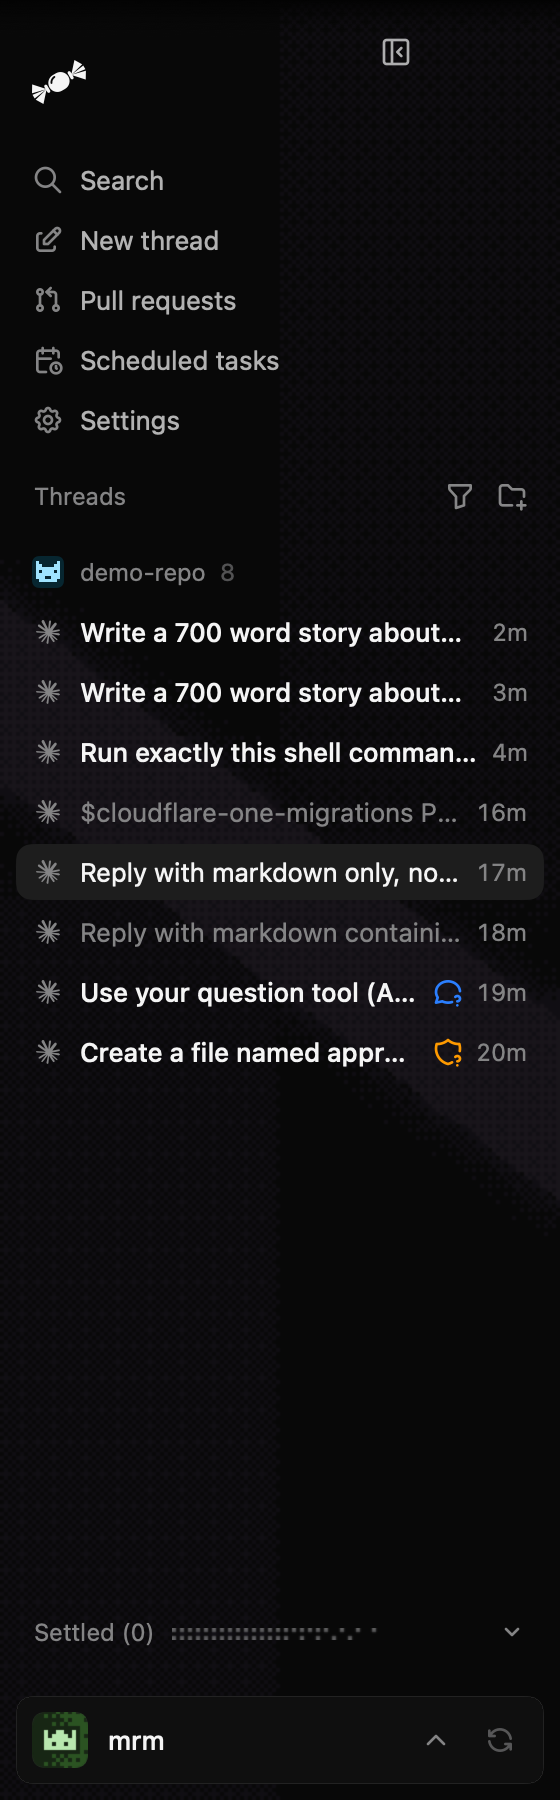 Search
New thread
Pull requests
Scheduled tasks
Settings
Threads
demo-repo 8
Write a 700 word story about... 2m
Write a 700 word story about... 3m
Run exactly this shell comman... 4m
$cloudflare-one-migrations P... 16m
Reply with markdown only, no... 17m
Reply with markdown containi... 18m
Use your question tool (A... 19m
Create a file named appr... 20m
Settled (0)
mrm